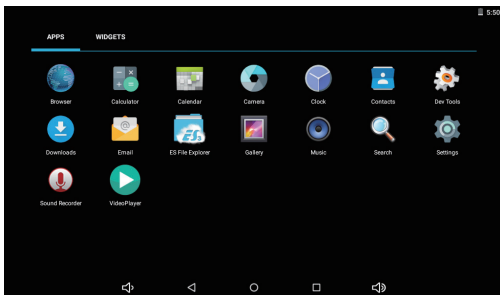 5:50
APPS WIDGETS
Browser Calculator Calendar Camera Clock Contacts Dev Tools
Downloads Email ES File Explorer Gallery Music Search Settings
Sound Recorder VideoPlayer